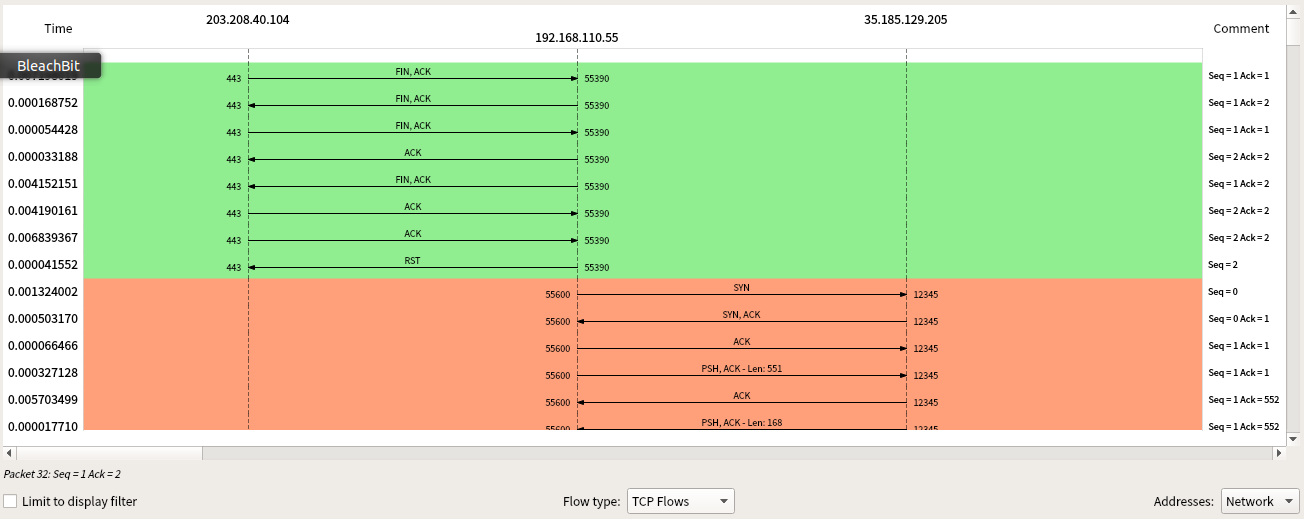 203.208.40.104 35.185.129.205
Time 192.168.110.55 Comment
BleachBit
443 FIN, ACK 55390 Seq = 1 Ack = 1
0.000168752 443 FIN, ACK 55390 Seq = 1 Ack = 2
0.000054428 443 FIN, ACK 55390 Seq = 1 Ack = 1
0.000033188 443 ACK 55390 Seq = 2 Ack = 2
0.004152151 443 FIN, ACK 55390 Seq = 1 Ack = 2
0.004190161 443 ACK 55390 Seq = 2 Ack = 2
0.006839367 443 ACK 55390 Seq = 2 Ack = 2
0.000041552 443 RST 55390 Seq = 2
0.001324002 55600 SYN 12345 Seq = 0
0.000503170 55600 SYN, ACK 12345 Seq = 0 Ack = 1
0.000066466 55600 ACK 12345 Seq = 1 Ack = 1
0.000327128 55600 PSH, ACK - Len: 551 12345 Seq = 1 Ack = 1
0.005703499 55600 ACK 12345 Seq = 1 Ack = 552
0.000017710 55600 PSH, ACK - Len: 168 12345 Seq = 1 Ack = 552
Packet 32: Seq = 1 Ack = 2
Limit to display filter Flow type: TCP Flows Addresses: Network